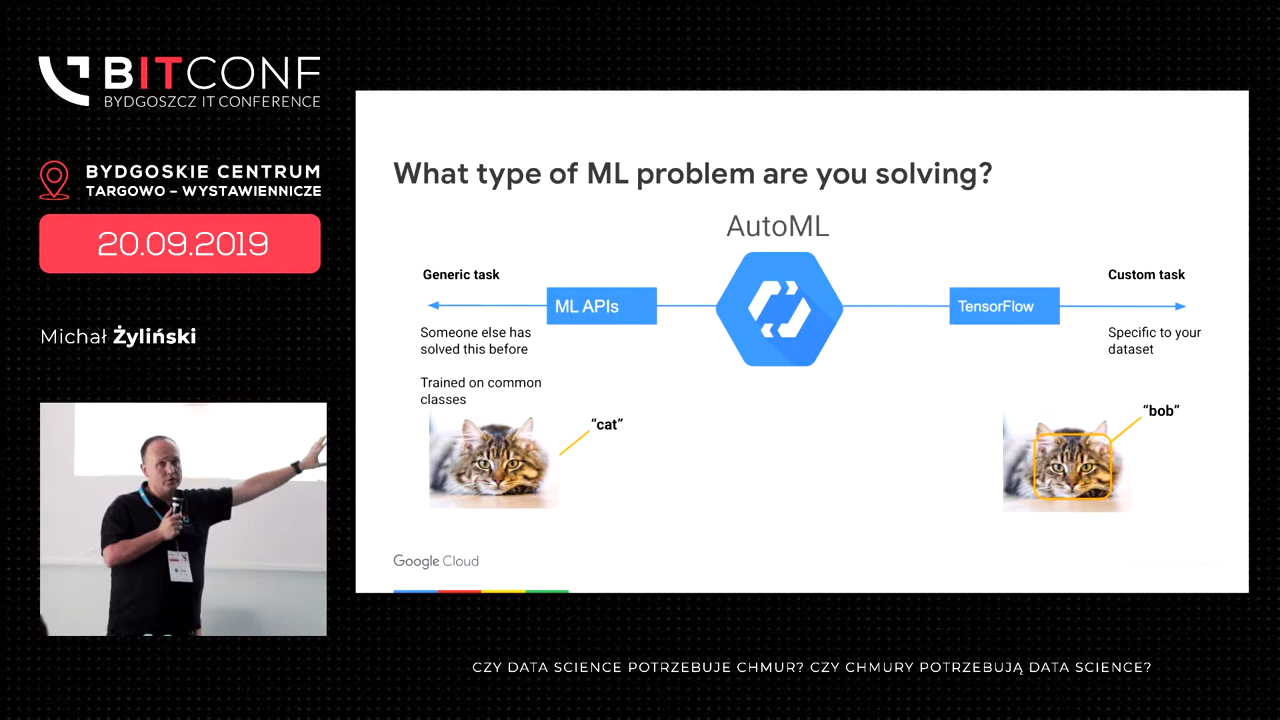 BITCONF
BYDGOSZCZ IT CONFERENCE
BYDGOSKIE CENTRUM
TARGOWO – WYSTAWIENNICZE
20.09.2019
Michał Żyliński
What type of ML problem are you solving?
AutoML
Generic task
Custom task
ML APIs
TensorFlow
Someone else has
solved this before
Specific to your
dataset
Trained on common
classes
“cat”
“bob”
Google Cloud
CZY DATA SCIENCE POTRZEBUJE CHMUR? CZY CHMURY POTRZEBUJĄ DATA SCIENCE?